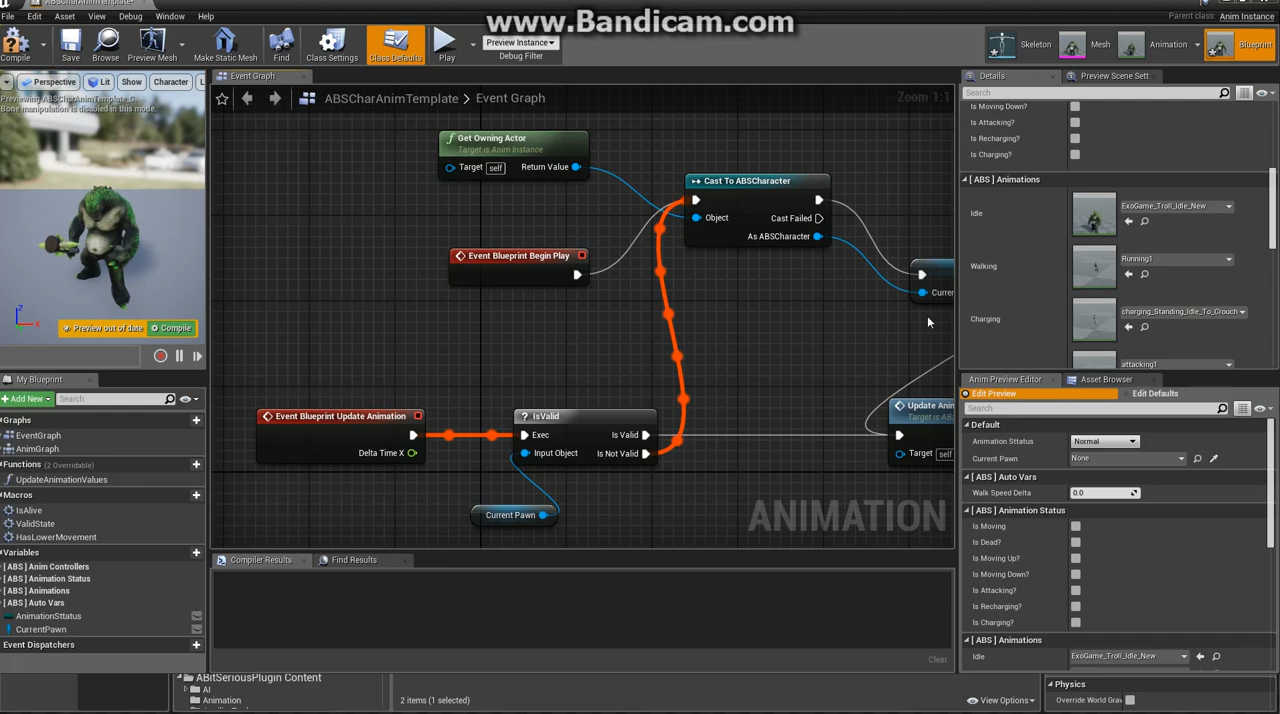 ABSCharAnimTemplate*
www.Bandicam.com
Parent class: Anim Instance
File Edit View Asset Debug Window Help
Compile Save Browse Preview Mesh Make Static Mesh Find Class Settings Class Defaults Play
Preview Instance
Debug Filter
Skeleton Mesh Animation Blueprint
Perspective Lit Show Character
Previewing ABSCharAnimTemplate_C.
Bone manipulation is disabled in this mode.
Preview out of date Compile
Event Graph
ABSCharAnimTemplate > Event Graph
Zoom 1:1
Get Owning Actor
Target is Anim Instance
Target self Return Value
Cast To ABSCharacter
Object Cast Failed
As ABSCharacter
Event Blueprint Begin Play
Event Blueprint Update Animation
Delta Time X
IsValid
Exec Is Valid
Input Object Is Not Valid
Current Pawn
Target self
ANIMATION
Details Preview Scene Sett
Search
Is Moving Down?
Is Attacking?
Is Recharging?
Is Charging?
[ ABS ] Animations
Idle ExoGame_Troll_Idle_New
Walking Running1
Charging charging_Standing_Idle_To_Crouch
attacking1
My Blueprint
Add New Search
Graphs
EventGraph
AnimGraph
Functions (2 Overridable)
UpdateAnimationValues
Macros
IsAlive
ValidState
HasLowerMovement
Variables
[ ABS ] Anim Controllers
[ ABS ] Animation Status
[ ABS ] Animations
[ ABS ] Auto Vars
AnimationSttatus
CurrentPawn
Event Dispatchers
Compiler Results Find Results
Clear
Anim Preview Editor Asset Browser
Edit Preview Edit Defaults
Search
Default
Animation Sttatus Normal
Current Pawn None
[ ABS ] Auto Vars
Walk Speed Delta 0.0
[ ABS ] Animation Status
Is Moving
Is Dead?
Is Moving Up?
Is Moving Down?
Is Attacking?
Is Recharging?
Is Charging?
[ ABS ] Animations
Idle ExoGame_Troll_Idle_New
ABitSeriousPlugin Content
AI
Animation
2 items (1 selected)
View Options
Physics
Override World Grav